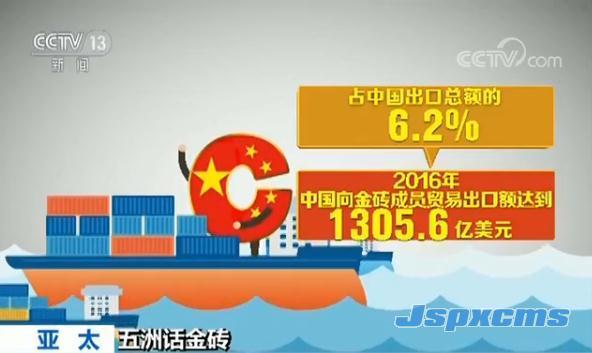 CCTV 13
新闻
CCTV.com
占中国出口总额的
6.2%
2016年
中国向金砖成员贸易出口额达到
1305.6 亿美元
亚太 五洲话金砖
Jspxcms